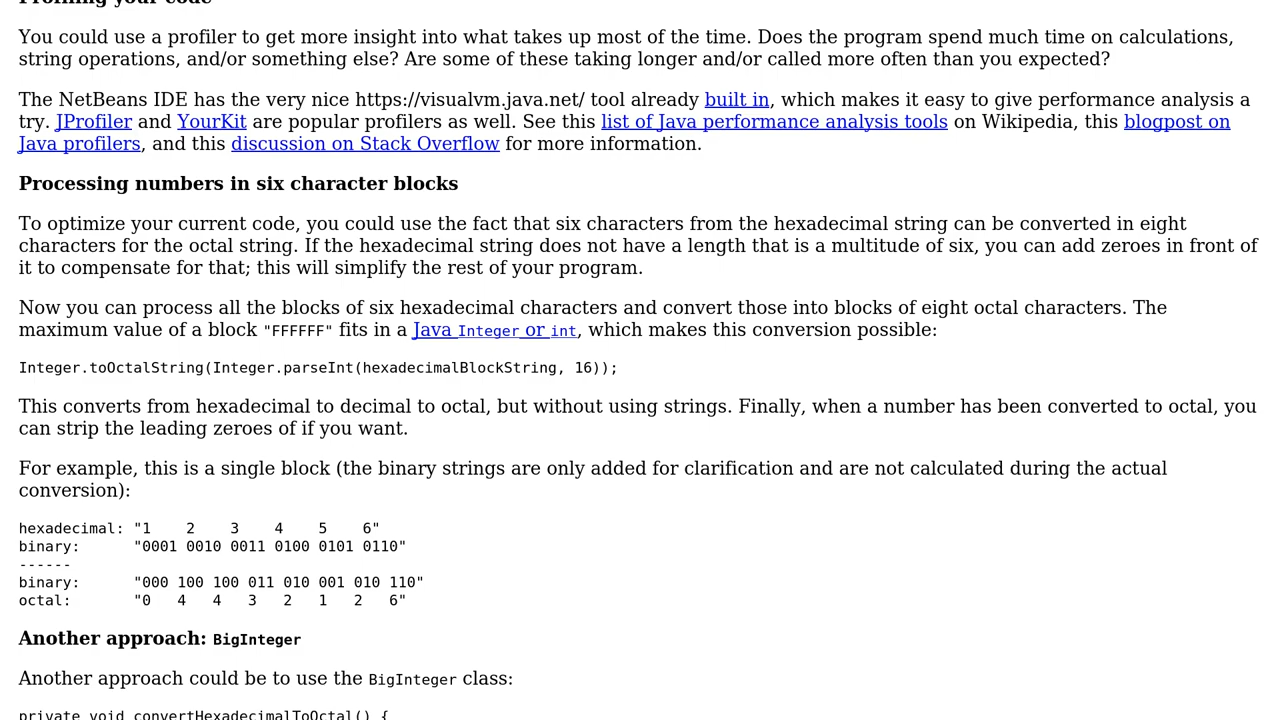 Profiling your code
You could use a profiler to get more insight into what takes up most of the time. Does the program spend much time on calculations,
string operations, and/or something else? Are some of these taking longer and/or called more often than you expected?
The NetBeans IDE has the very nice https://visualvm.java.net/ tool already built in, which makes it easy to give performance analysis a
try. JProfiler and YourKit are popular profilers as well. See this list of Java performance analysis tools on Wikipedia, this blogpost on
Java profilers, and this discussion on Stack Overflow for more information.
Processing numbers in six character blocks
To optimize your current code, you could use the fact that six characters from the hexadecimal string can be converted in eight
characters for the octal string. If the hexadecimal string does not have a length that is a multitude of six, you can add zeroes in front of
it to compensate for that; this will simplify the rest of your program.
Now you can process all the blocks of six hexadecimal characters and convert those into blocks of eight octal characters. The
maximum value of a block "FFFFFF" fits in a Java Integer or int, which makes this conversion possible:
Integer.toOctalString(Integer.parseInt(hexadecimalBlockString, 16));
This converts from hexadecimal to decimal to octal, but without using strings. Finally, when a number has been converted to octal, you
can strip the leading zeroes of if you want.
For example, this is a single block (the binary strings are only added for clarification and are not calculated during the actual
conversion):
hexadecimal: "1    2    3    4    5    6"
binary:      "0001 0010 0011 0100 0101 0110"
------
binary:      "000 100 100 011 010 001 010 110"
octal:       "0   4   4   3   2   1   2   6"
Another approach: BigInteger
Another approach could be to use the BigInteger class:
private void convertHexadecimalToOctal() {